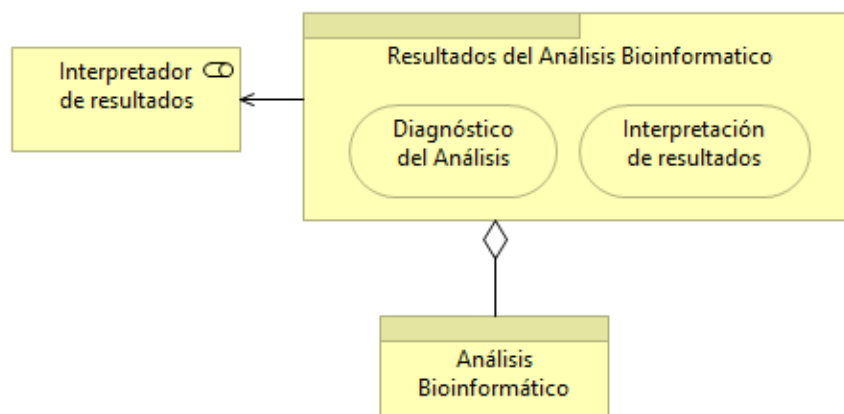 Interpretador
de resultados
Resultados del Análisis Bioinformatico
Diagnóstico
del Análisis
Interpretación
de resultados
Análisis
Bioinformático